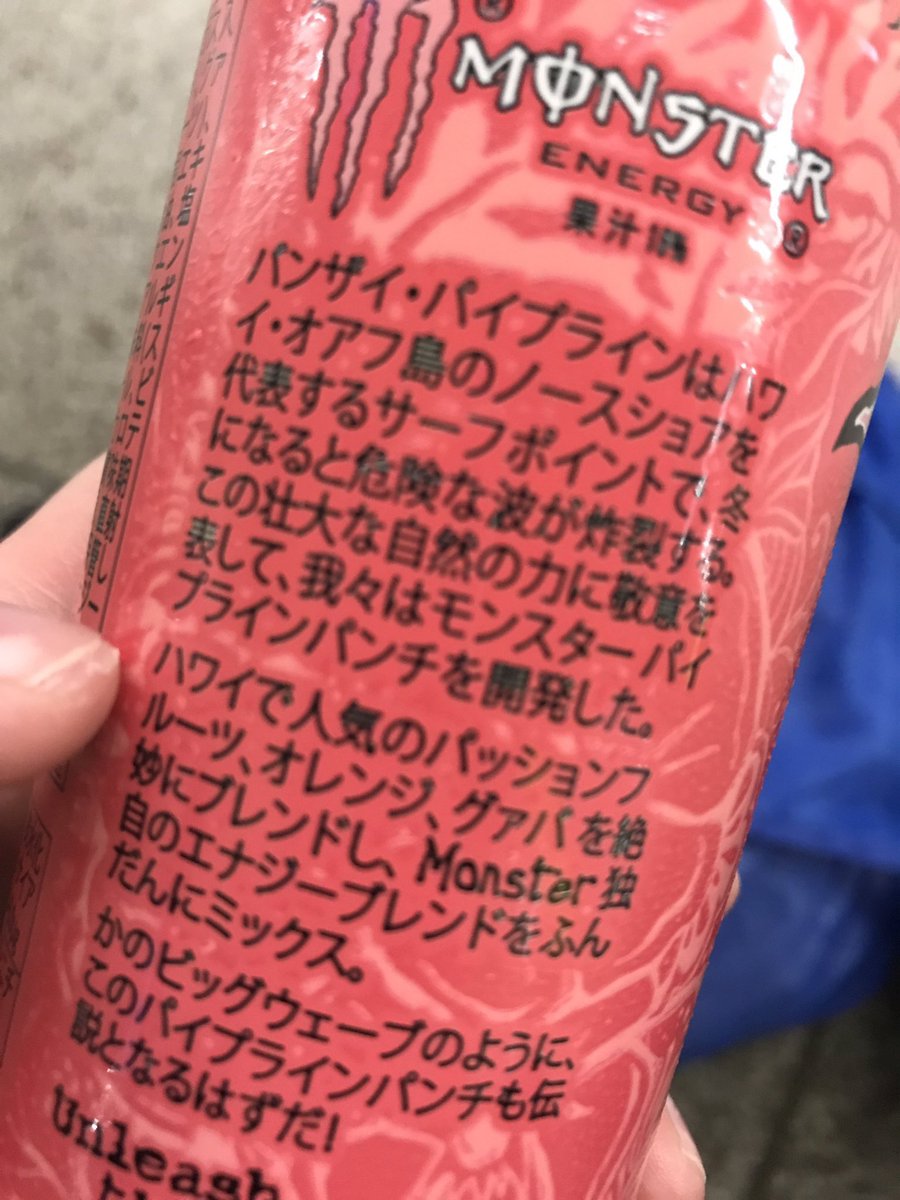 MONSTER
ENERGY
果汁1%
バンザイ・パイプラインはハワ
イ・オアフ島のノースショアを
代表するサーフポイントで、冬
になると危険な波が炸裂する。
この壮大な自然の力に敬意を
表して、我々はモンスター パイ
プラインパンチを開発した。
ハワイで人気のパッションフ
ルーツ、オレンジ、グァバを絶
妙にブレンドし、Monster独
自のエナジーブレンドをふん
だんにミックス。
かのビッグウェーブのように、
このパイプラインパンチも伝
説となるはずだ!
Unleash